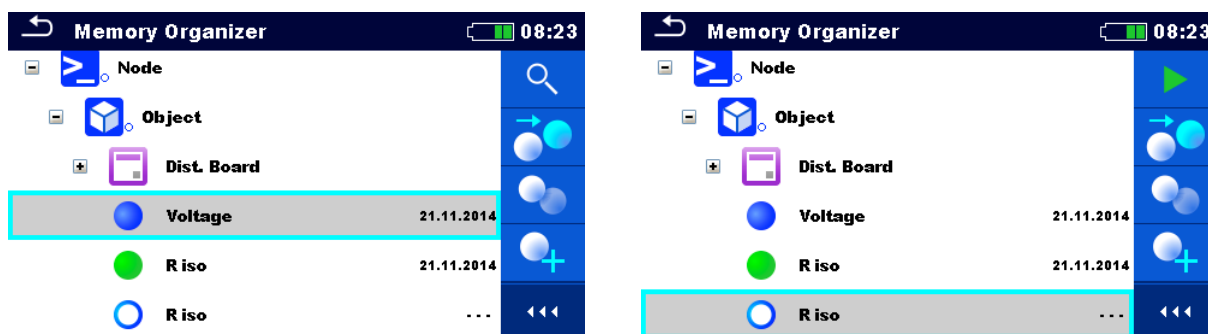 Memory Organizer 08:23
Node
Object
Dist. Board
Voltage 21.11.2014
R iso 21.11.2014
R iso ---
Memory Organizer 08:23
Node
Object
Dist. Board
Voltage 21.11.2014
R iso 21.11.2014
R iso ---